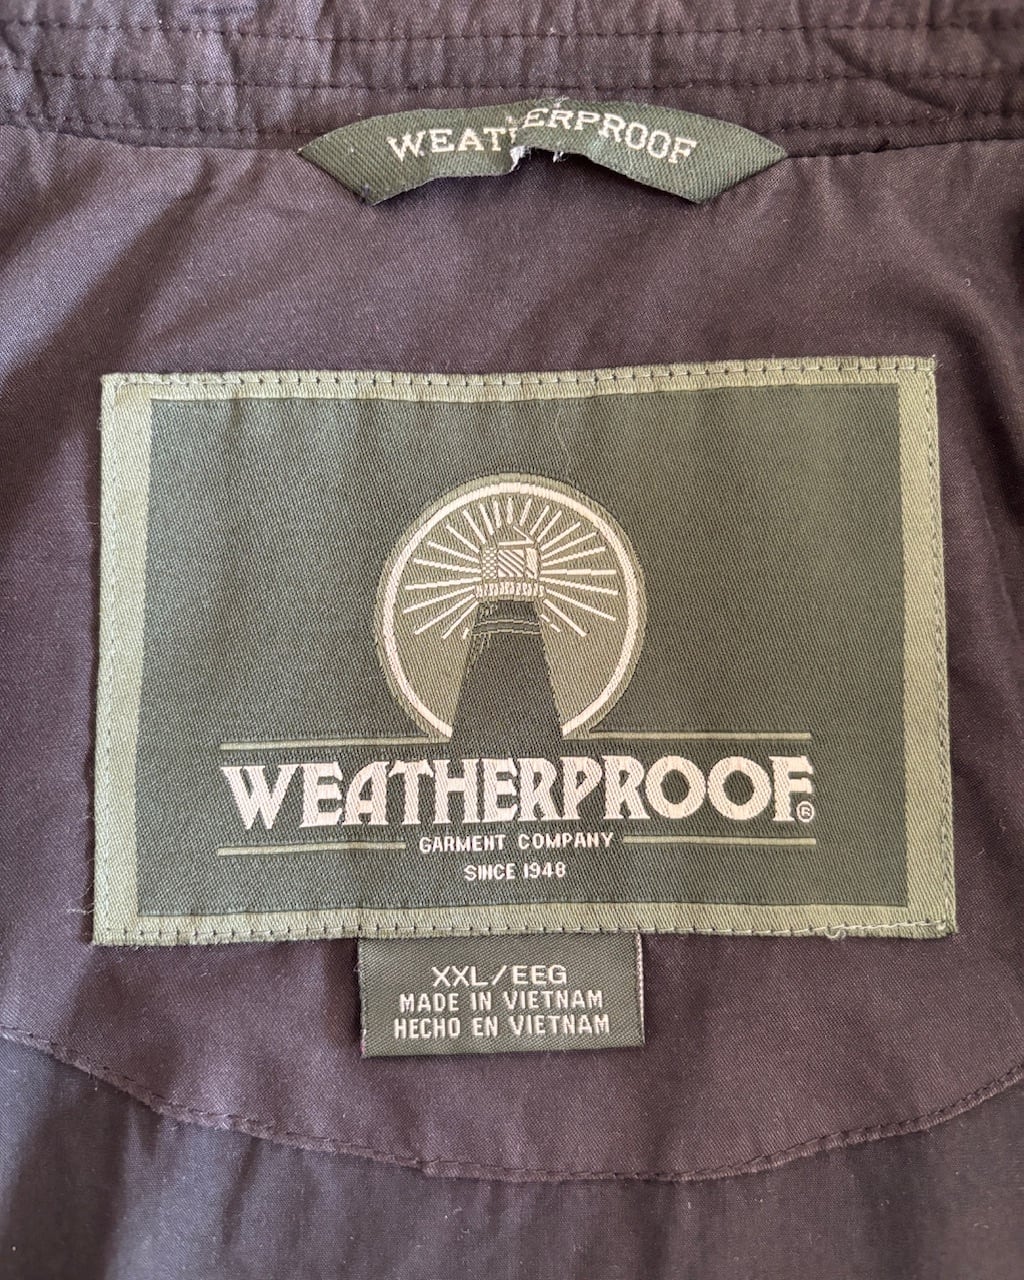 WEATHERPROOF
WEATHERPROOF®
GARMENT COMPANY
SINCE 1948
XXL/EEG
MADE IN VIETNAM
HECHO EN VIETNAM